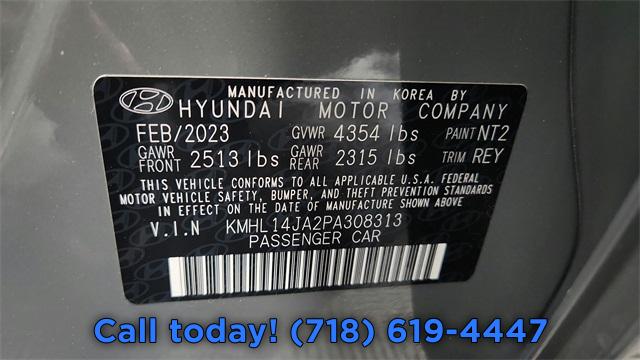 MANUFACTURED IN KOREA BY
HYUNDAI MOTOR COMPANY
FEB/2023 GVWR 4354 lbs PAINT NT2
GAWR FRONT 2513 lbs GAWR REAR 2315 lbs TRIM REY
THIS VEHICLE CONFORMS TO ALL APPLICABLE U.S.A. FEDERAL
MOTOR VEHICLE SAFETY, BUMPER, AND THEFT PREVENTION STANDARDS
IN EFFECT ON THE DATE OF MANUFACTURE SHOWN ABOVE
V.I.N KMHL14JA2PA308313
PASSENGER CAR
Call today! (718) 619-4447